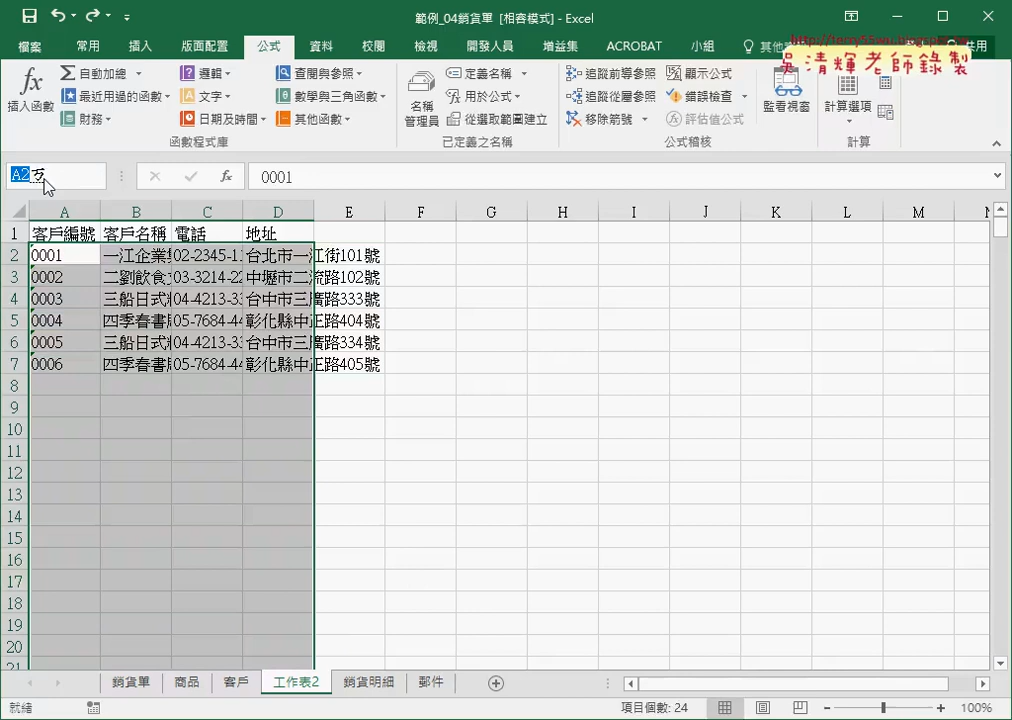 範例_04銷貨單 [相容模式] - Excel
檔案 常用 插入 版面配置 公式 資料 校閱 檢視 開發人員 增益集 ACROBAT 小組 其他 共用
吳清輝老師錄製
fx 插入函數
自動加總
最近用過的函數
財務
邏輯
文字
日期及時間
查閱與參照
數學與三角函數
其他函數
函數程式庫
名稱管理員
定義名稱
用於公式
從選取範圍建立
已定義之名稱
追蹤前導參照
追蹤從屬參照
移除箭號
顯示公式
錯誤檢查
評估值公式
公式稽核
監看視窗
計算選項
計算
A2ㄎ fx 0001
A B C D E F G H I J K L M N
1 客戶編號 客戶名稱 電話 地址
2 0001 一江企業 02-2345-11 台北市一江街101號
3 0002 二劉飲食 03-3214-22 中壢市二流路102號
4 0003 三船日式 04-4213-33 台中市三廣路333號
5 0004 四季春書 05-7684-44 彰化縣中正路404號
6 0005 三船日式 04-4213-33 台中市三廣路334號
7 0006 四季春書 05-7684-44 彰化縣中正路405號
8
9
10
11
12
13
14
15
16
17
18
19
20
21
銷貨單 商品 客戶 工作表2 銷貨明細 郵件
就緒 項目個數: 24 100%